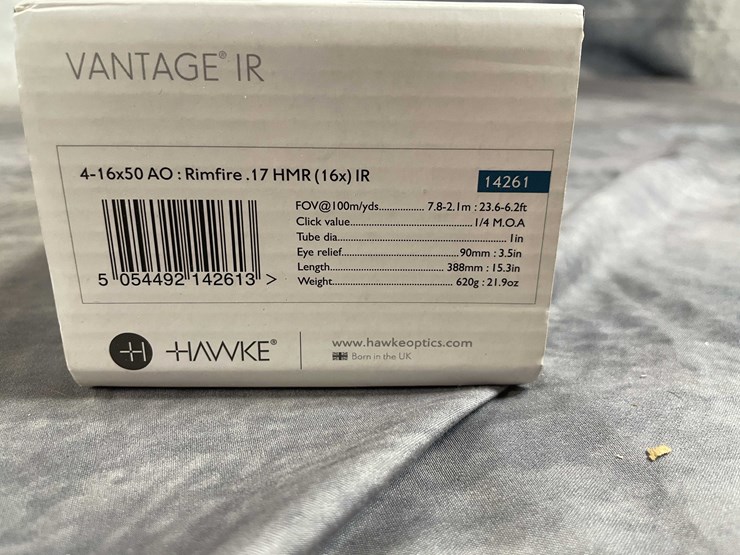 VANTAGE® IR
4-16x50 AO : Rimfire .17 HMR (16x) IR
14261
FOV@100m/yds............... 7.8-2.1m : 23.6-6.2ft
Click value.......................................... 1/4 M.O.A
Tube dia...................................................... 1in
Eye relief....................................90mm : 3.5in
Length.................................... 388mm : 15.3in
Weight...................................... 620g : 21.9oz
5 054492 142613 >
H HAWKE®
www.hawkeoptics.com
Born in the UK